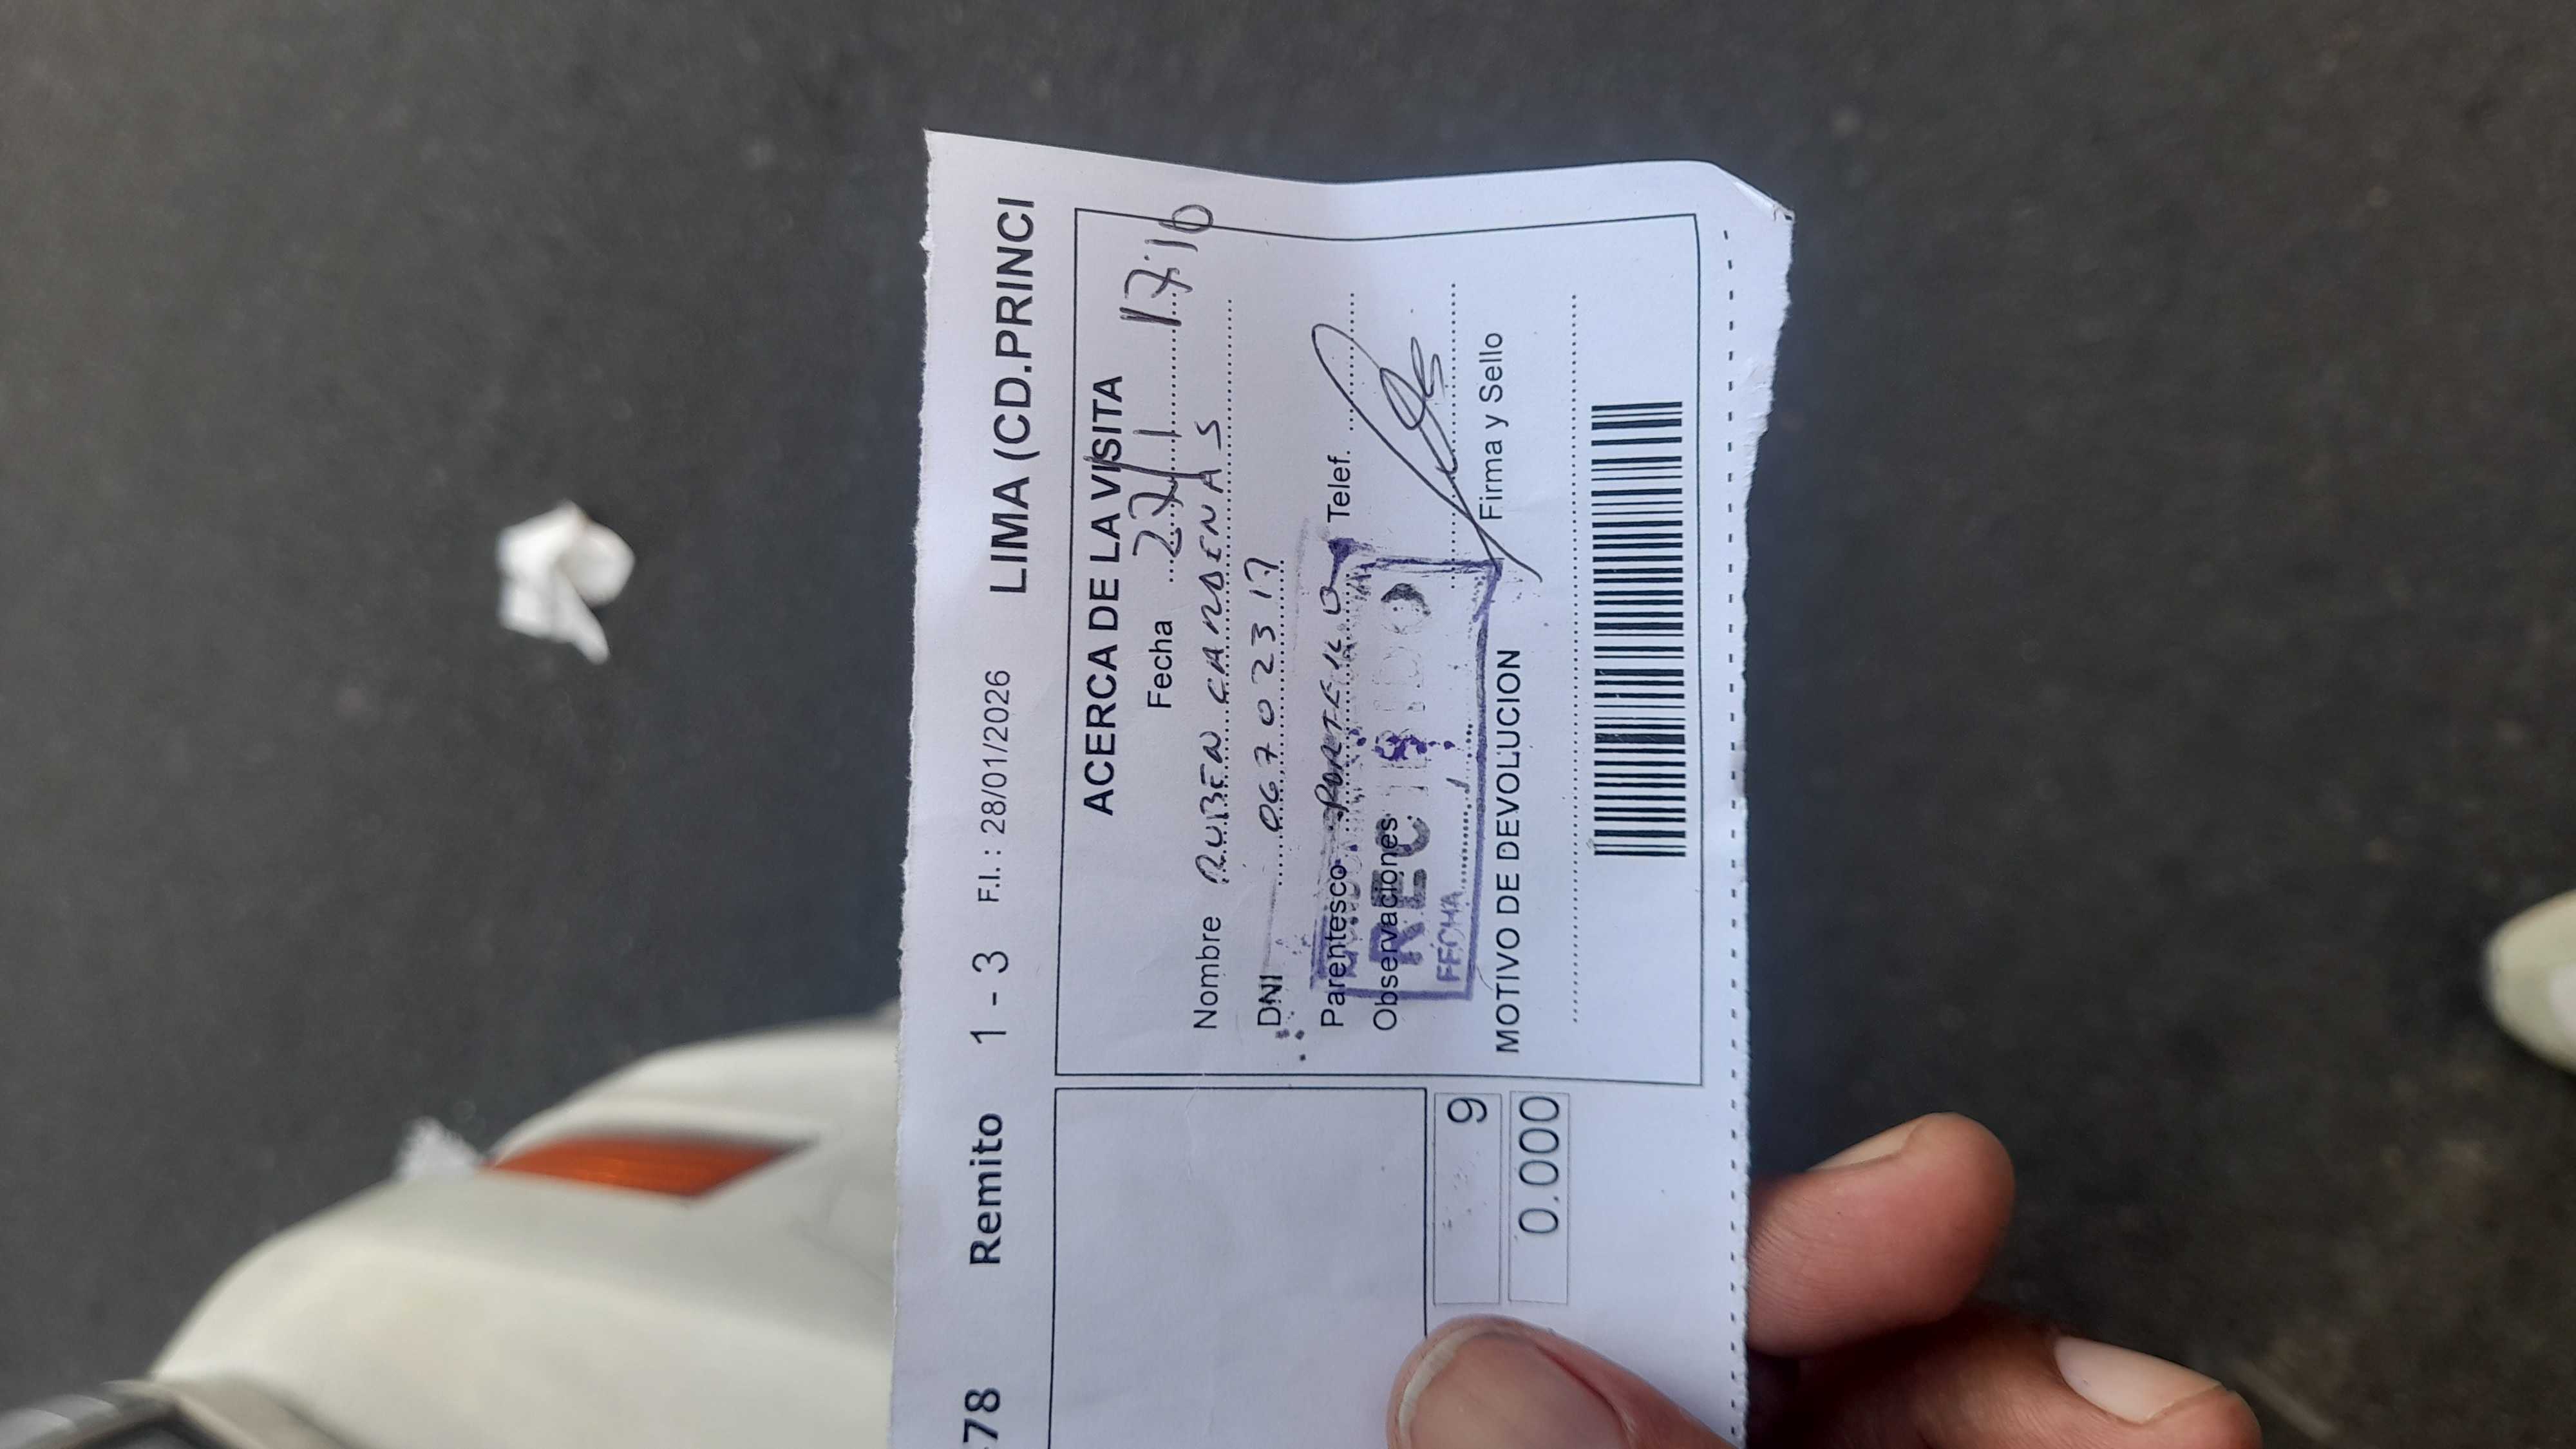 78 Remito 1 - 3 F.I.: 28/01/2026 LIMA (CD.PRINCI
ACERCA DE LA VISITA
Fecha 27/1 17:10
Nombre RUBEN CARDENAS
DNI 06702317
Parentesco PORTERO Telef.
Observaciones
RECIBIDO
FECHA
Firma y Sello
MOTIVO DE DEVOLUCION
9
0.000